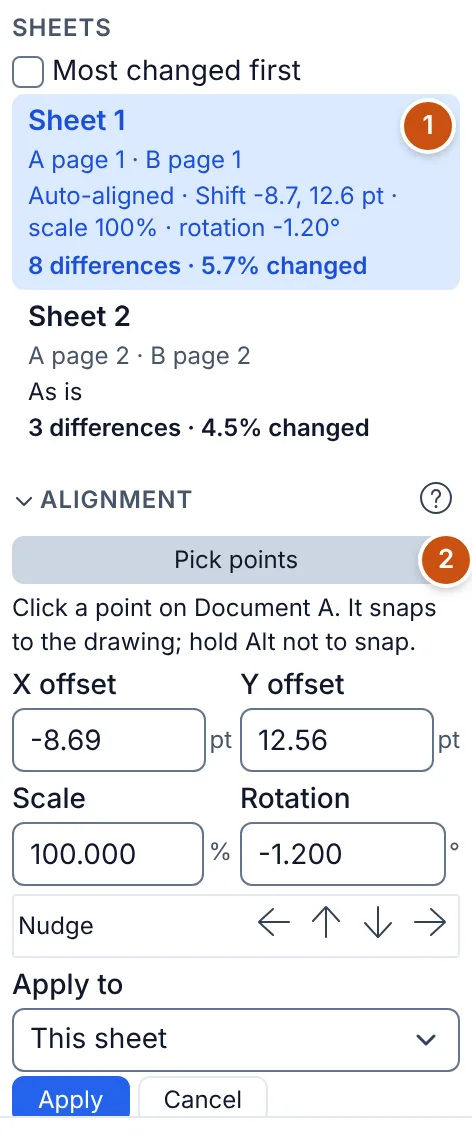 SHEETS
Most changed first
Sheet 1
1
A page 1 · B page 1
Auto-aligned · Shift -8.7, 12.6 pt ·
scale 100% · rotation -1.20°
8 differences · 5.7% changed
Sheet 2
A page 2 · B page 2
As is
3 differences · 4.5% changed
ALIGNMENT ?
Pick points
2
Click a point on Document A. It snaps
to the drawing; hold Alt not to snap.
X offset Y offset
-8.69 pt 12.56 pt
Scale Rotation
100.000 % -1.200 °
Nudge
Apply to
This sheet
Apply Cancel